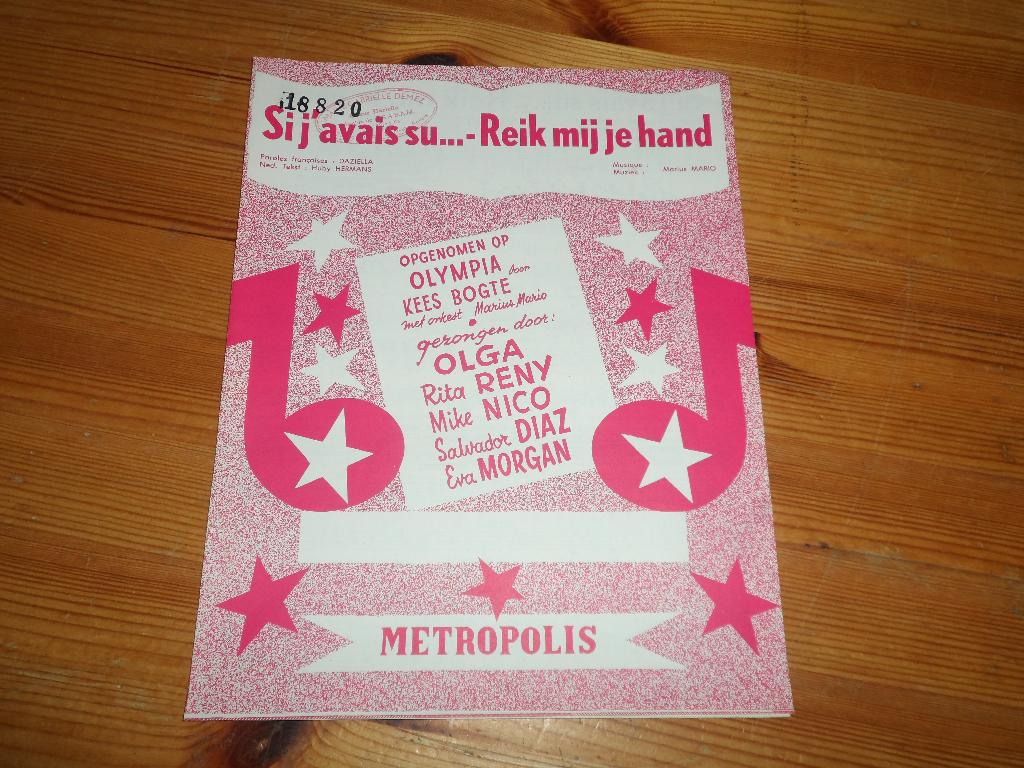 18820
Si j'avais su...-Reik mij je hand
Paroles françaises : DAZIELLA
Ned. Tekst : Huby HERMANS
Musique :
Muziek : Marius MARIO
OPGENOMEN OP
OLYMPIA door
KEES BOGTE
met orkest Marius Mario
gezongen door:
OLGA
Rita RENY
Mike NICO
Salvador DIAZ
Eva MORGAN
METROPOLIS